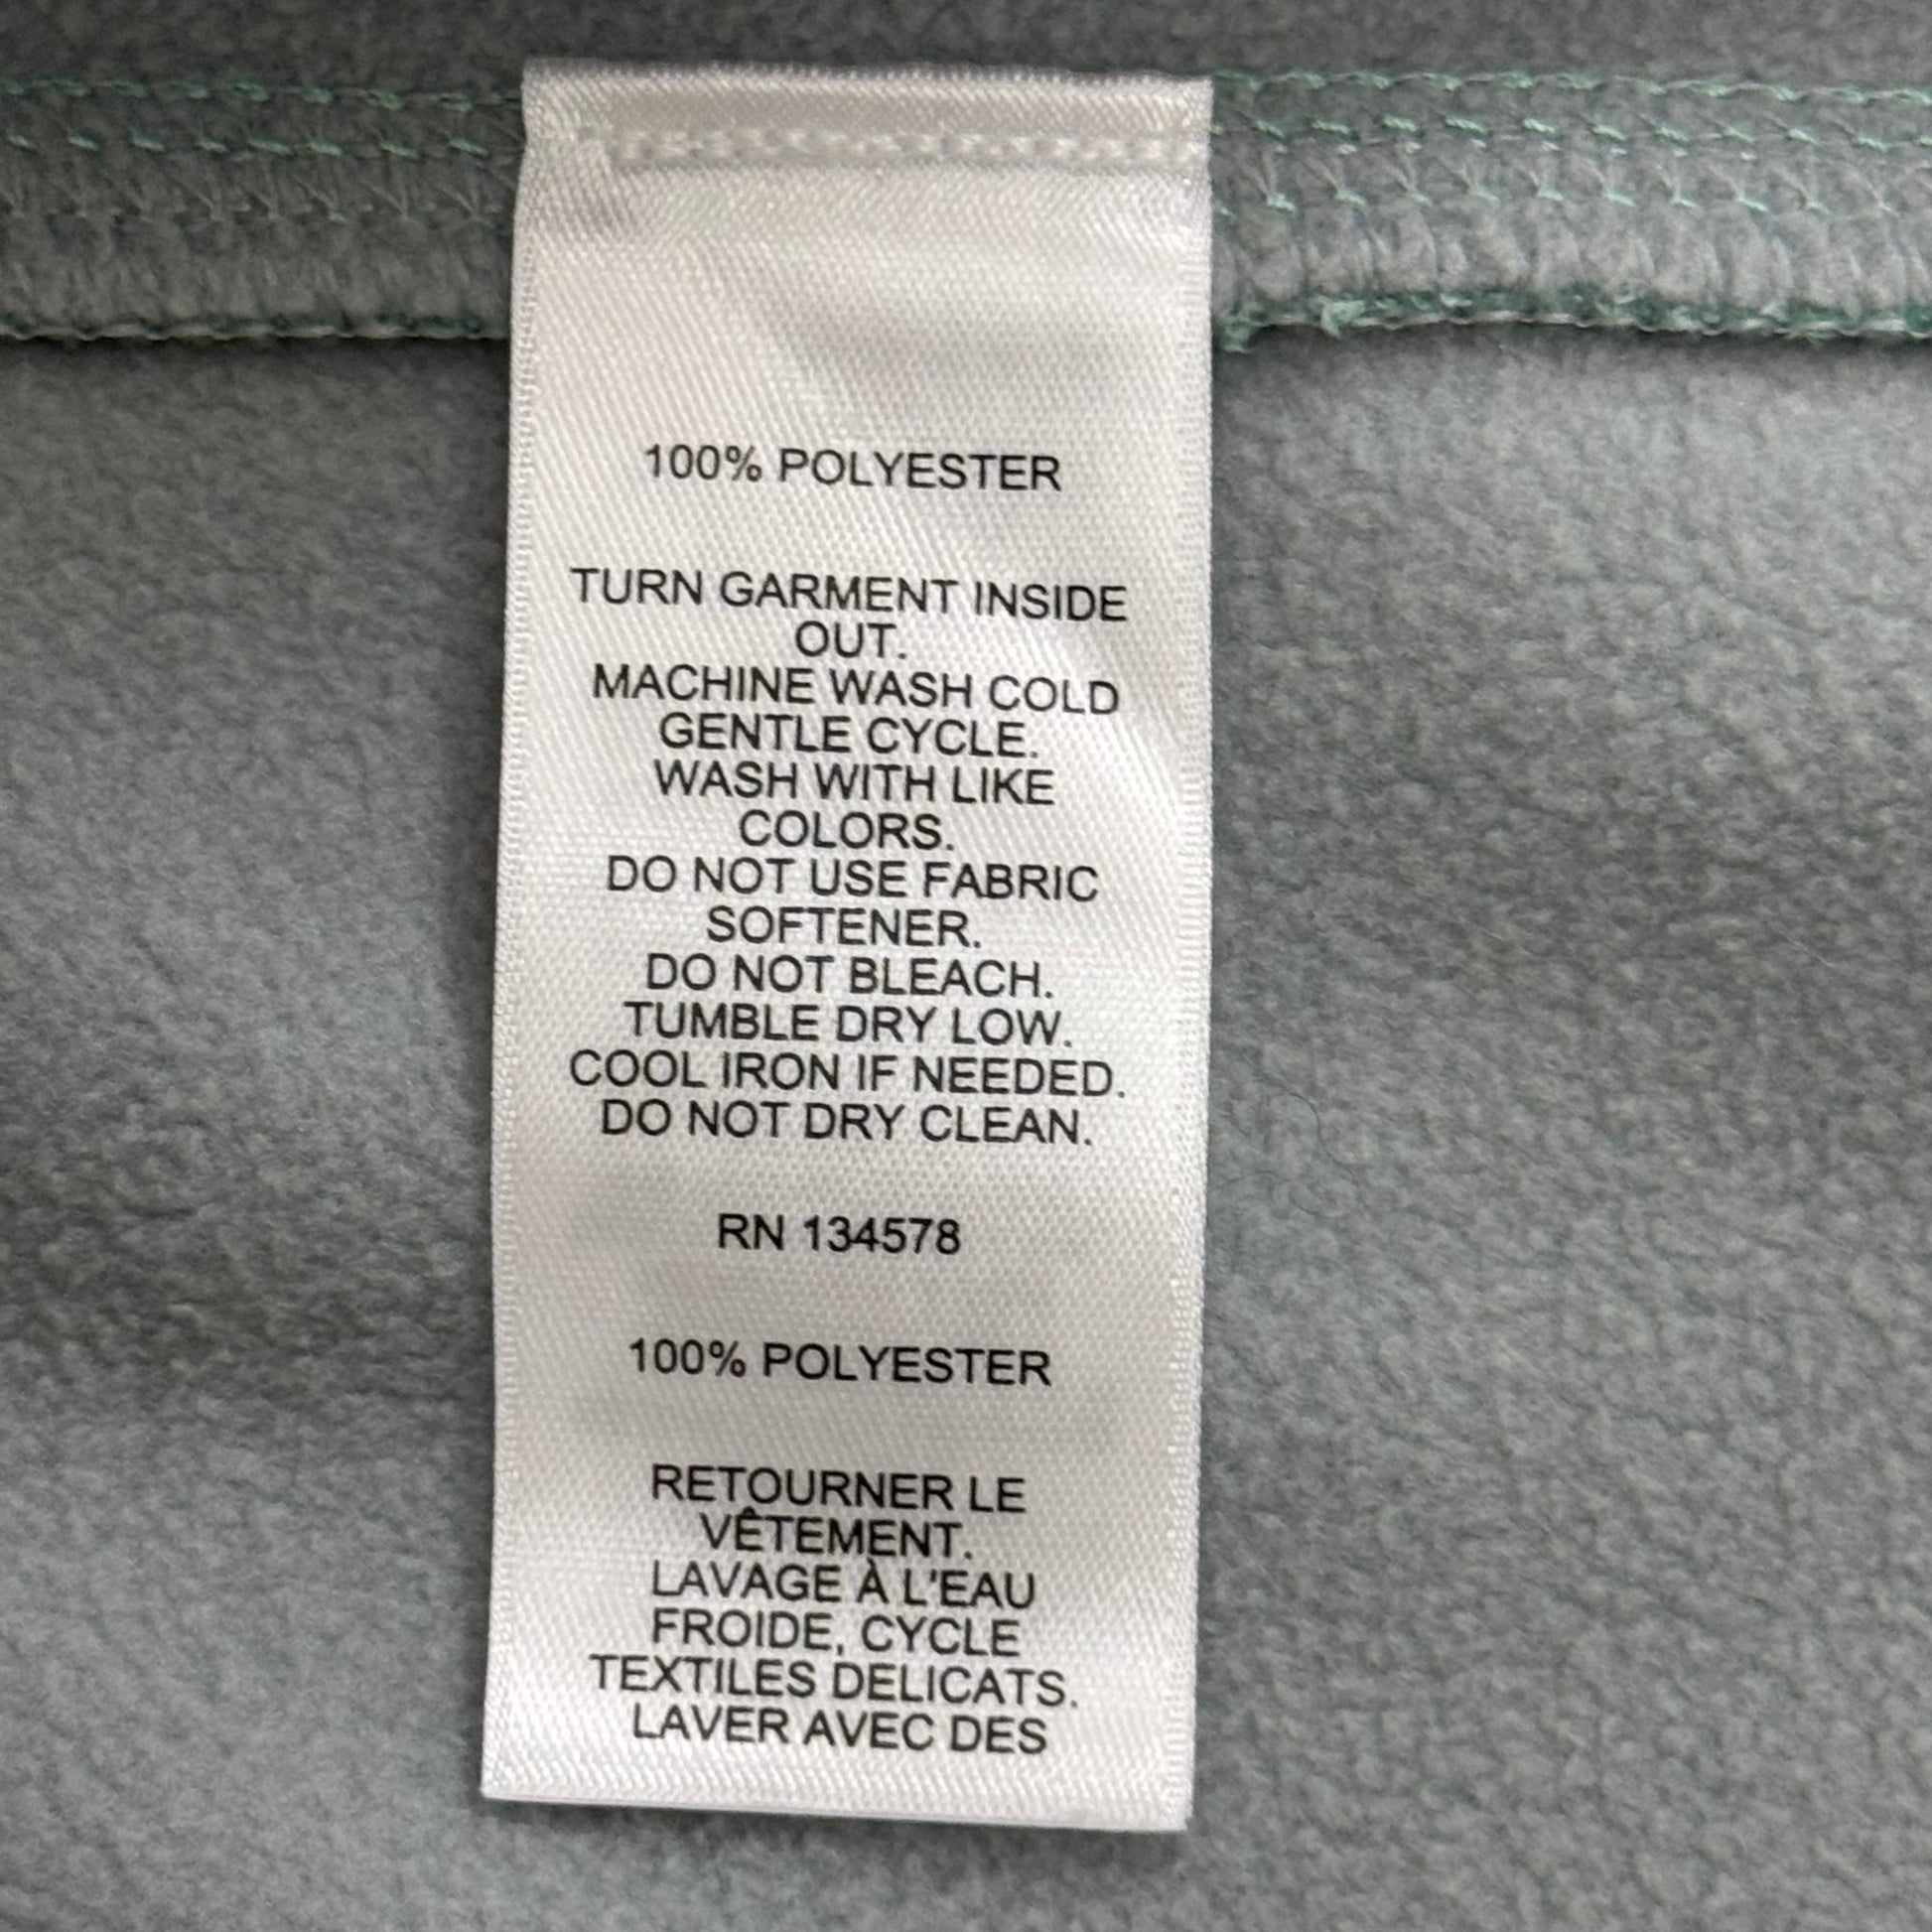 100% POLYESTER
TURN GARMENT INSIDE
OUT.
MACHINE WASH COLD
GENTLE CYCLE.
WASH WITH LIKE
COLORS.
DO NOT USE FABRIC
SOFTENER.
DO NOT BLEACH.
TUMBLE DRY LOW.
COOL IRON IF NEEDED.
DO NOT DRY CLEAN.
RN 134578
100% POLYESTER
RETOURNER LE
VÊTEMENT.
LAVAGE À L'EAU
FROIDE, CYCLE
TEXTILES DELICATS.
LAVER AVEC DES